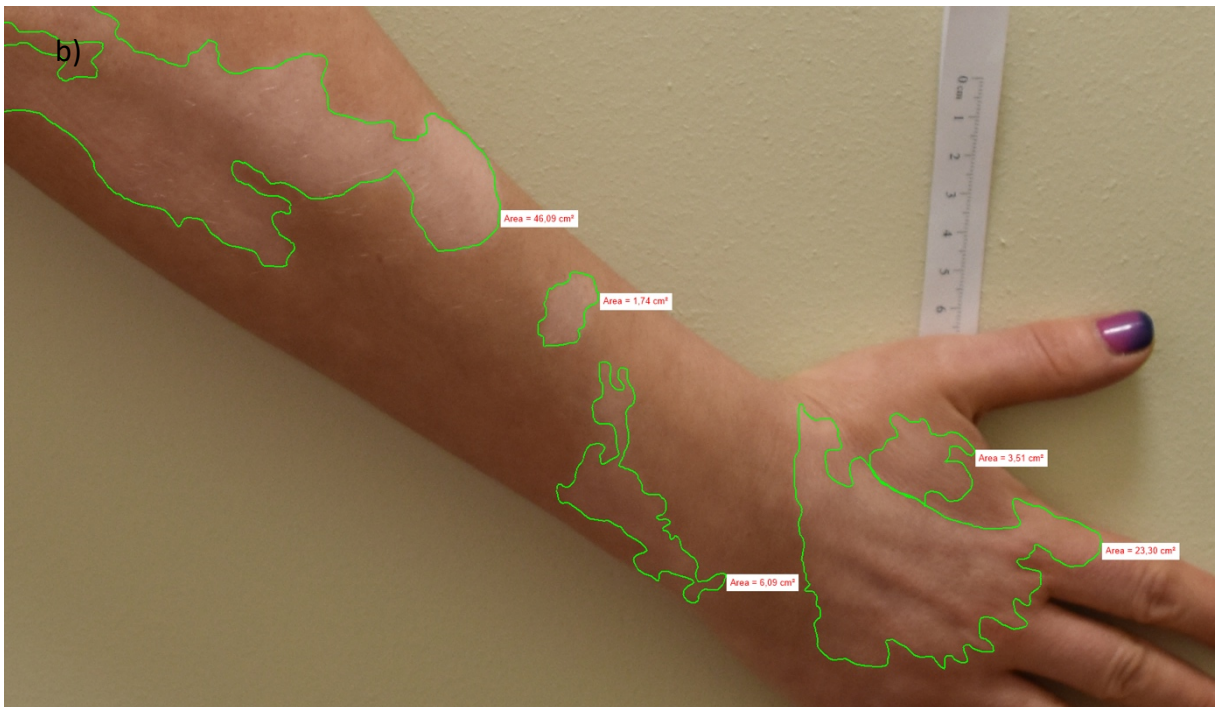 b)
0 cm
1
2
3
4
5
6
Area = 46,09 cm²
Area = 1,74 cm²
Area = 3,51 cm²
Area = 23,30 cm²
Area = 6,09 cm²